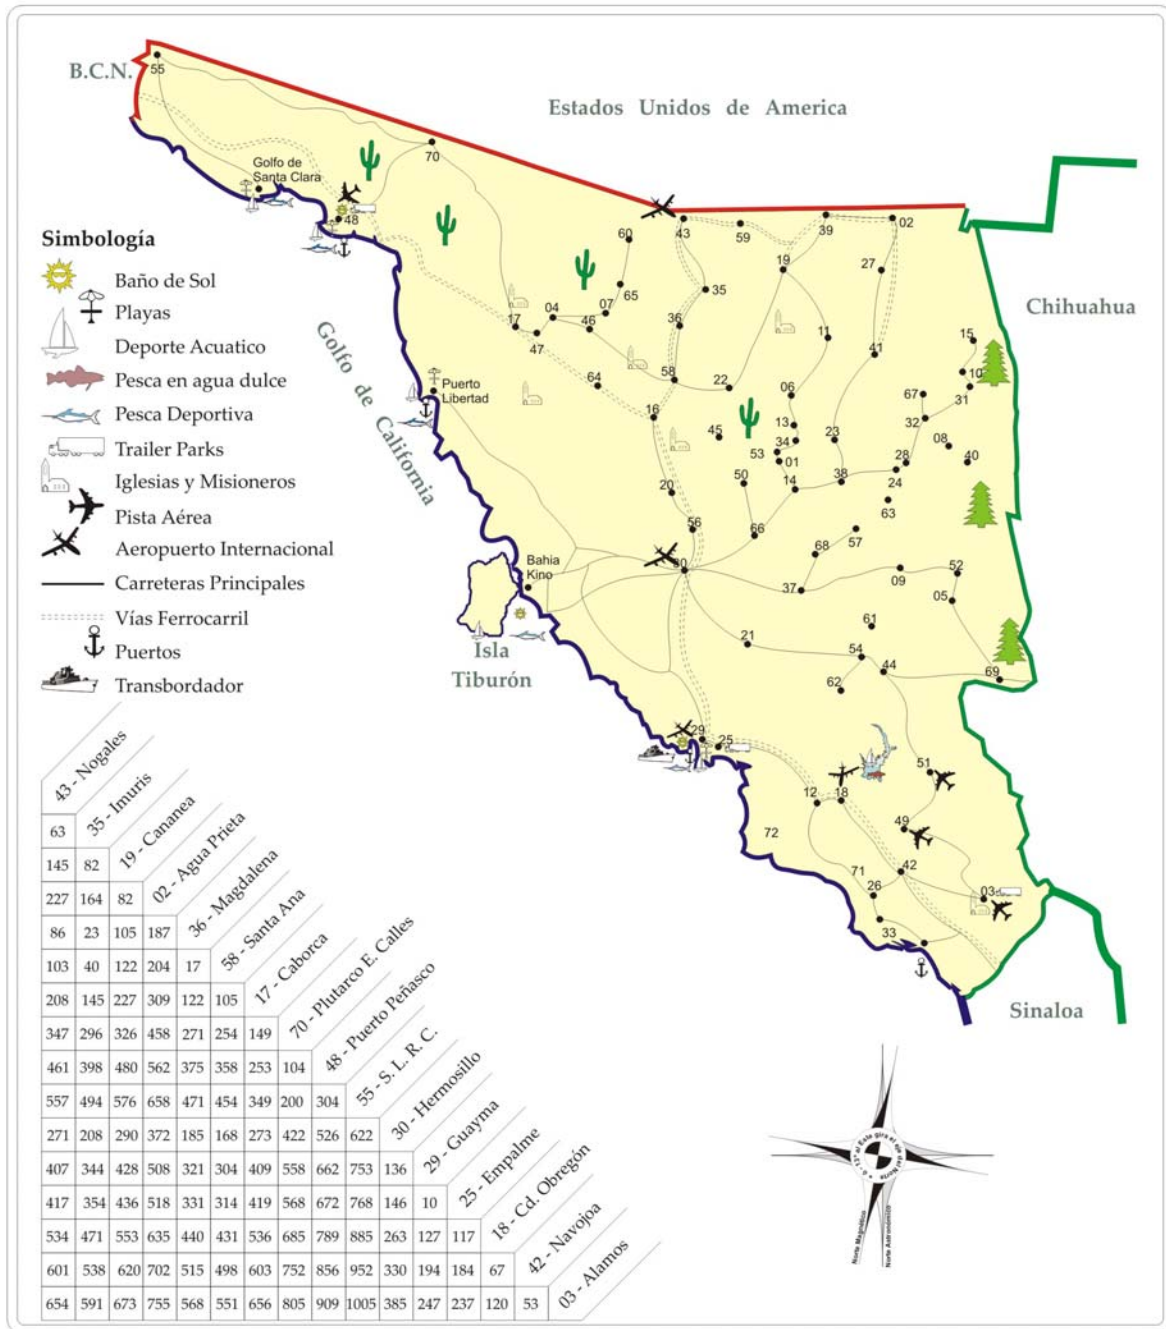 B.C.N.
55
Estados Unidos de America
70
Golfo de
Santa Clara
48
43
59
39
02
60
19
27
Chihuahua
65
35
Simbología
Baño de Sol
Playas
Deporte Acuatico
Pesca en agua dulce
Pesca Deportiva
Trailer Parks
Iglesias y Misioneros
Pista Aérea
Aeropuerto Internacional
Carreteras Principales
Vías Ferrocarril
Puertos
Transbordador
Golfo de California
17
04
07
46
47
36
11
15
41
10
64
58
22
06
67
31
Puerto
Libertad
16
45
13
34
23
32
08
53
01
28
40
50
14
38
24
20
63
56
66
68
57
Bahia
Kino
30
37
09
52
05
61
21
54
44
62
69
Isla
Tiburón
29
25
51
12
18
49
72
71
42
26
03
33
Sinaloa
43 - Nogales
63 35 - Imuris
145 82 19 - Cananea
227 164 82 02 - Agua Prieta
86 23 105 187 36 - Magdalena
103 40 122 204 17 58 - Santa Ana
208 145 227 309 122 105 17 - Caborca
347 296 326 458 271 254 149 70 - Plutarco E. Calles
461 398 480 562 375 358 253 104 48 - Puerto Peñasco
557 494 576 658 471 454 349 200 304 55 - S. L. R. C.
271 208 290 372 185 168 273 422 526 622 30 - Hermosillo
407 344 428 508 321 304 409 558 662 753 136 29 - Guayma
417 354 436 518 331 314 419 568 672 768 146 10 25 - Empalme
534 471 553 635 440 431 536 685 789 885 263 127 117 18 - Cd. Obregón
601 538 620 702 515 498 603 752 856 952 330 194 184 67 42 - Navojoa
654 591 673 755 568 551 656 805 909 1005 385 247 237 120 53 03 - Alamos
Norte Magnético
Norte Astronómico